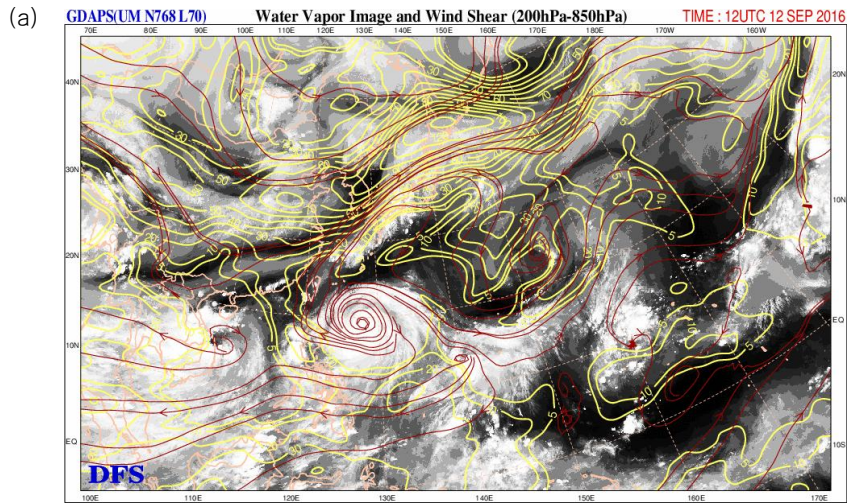 (a)
GDAPS(UM N768 L70) Water Vapor Image and Wind Shear (200hPa-850hPa) TIME : 12UTC 12 SEP 2016
70E 80E 90E 100E 110E 120E 130E 140E 150E 160E 170E 180 170W 160W
40N
30N
20N
10N
EQ
20N
10N
EQ
10S
DFS
100E 110E 120E 130E 140E 150E 160E 170E